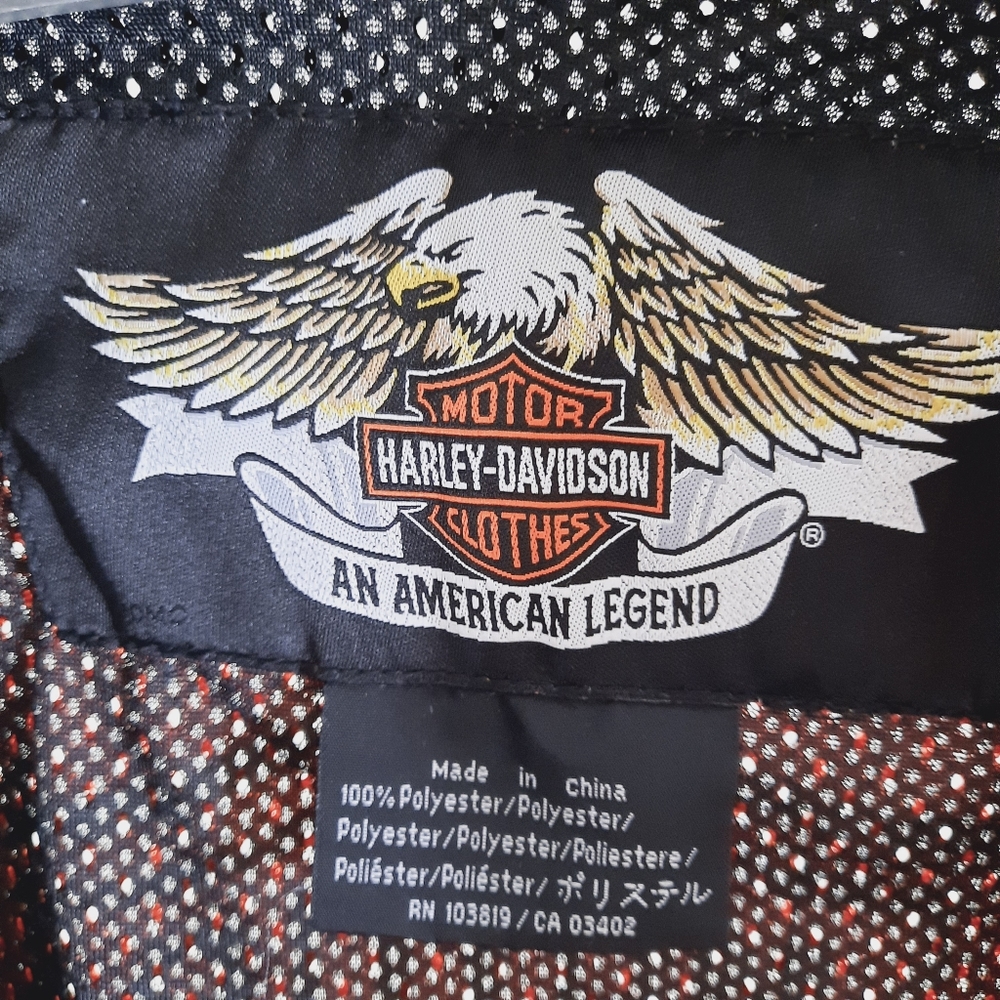 MOTOR
HARLEY-DAVIDSON
CLOTHES
®
AN AMERICAN LEGEND
Made in China
100% Polyester/Polyester/
Polyester/Polyester/Poliestere/
Poliéster/Poliéster/ ポリステル
RN 103819 / CA 03402